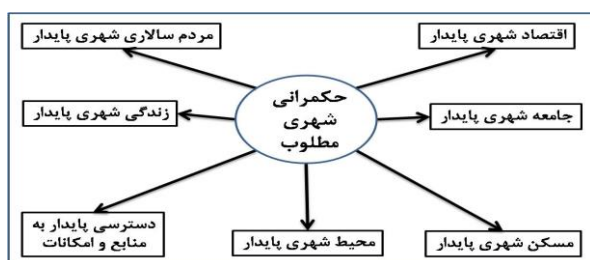 اقتصاد شهری پایدار
مردم سالاری شهری پایدار
حکمرانی
شهری
مطلوب
جامعه شهری پایدار
زندگی شهری پایدار
مسکن شهری پایدار
محیط شهری پایدار
دسترسی پایدار به
منابع و امکانات